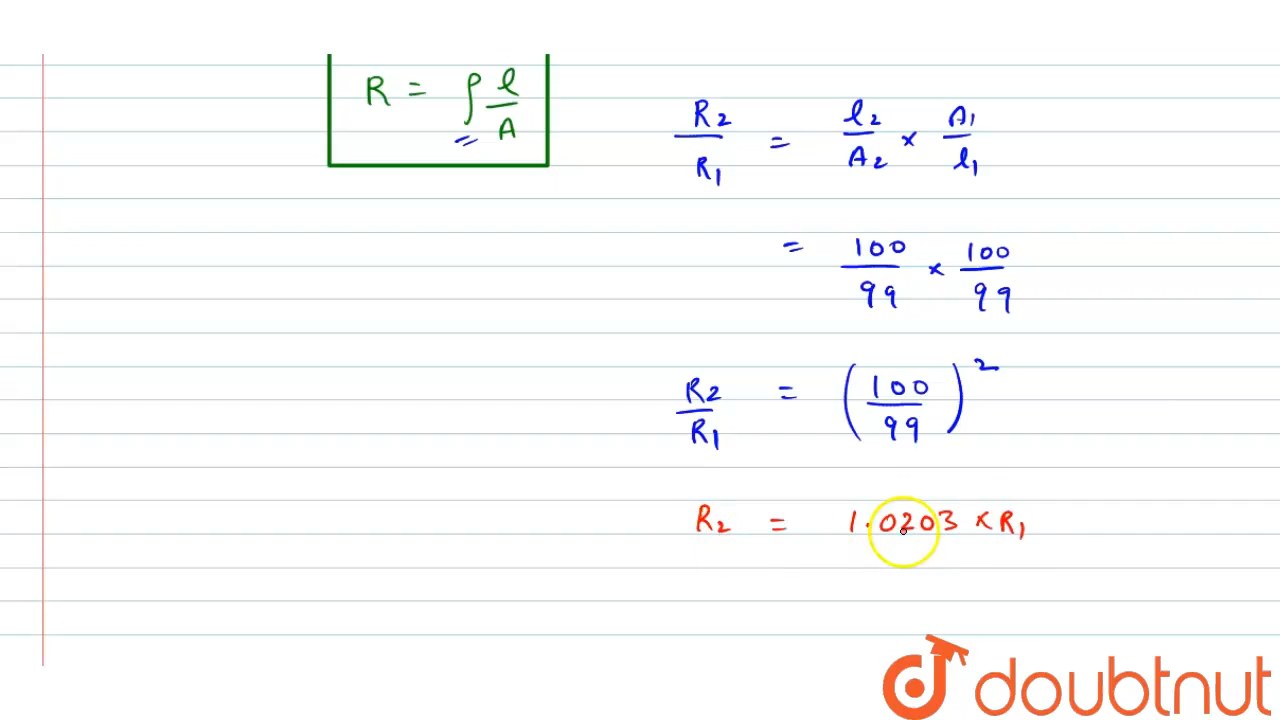 R = ρ l/A
R2/R1 = l2/A2 × A1/l1
= 100/99 × 100/99
R2/R1 = (100/99)^2
R2 = 1.0203 × R1
doubtnut